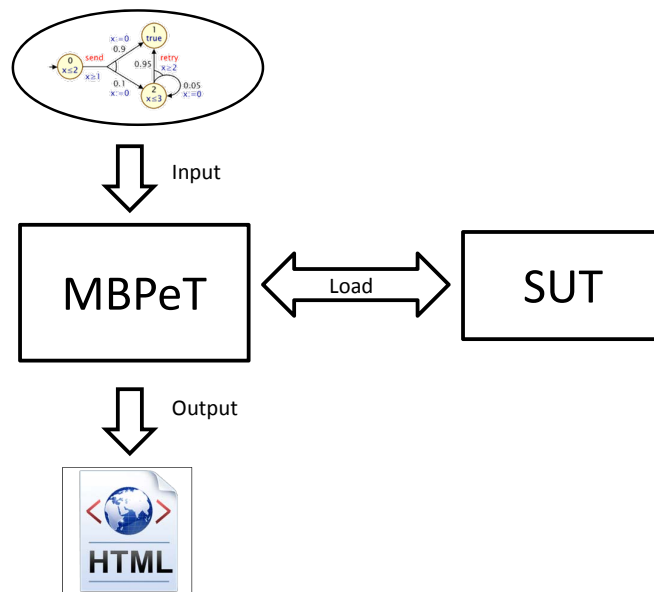 x:=0
1
true
0
x≤2
send
x≥1
0.9
0.1
x:=0
0.95
retry
x≥2
2
x≤3
0.05
x:=0
Input
MBPeT
Load
SUT
Output
< >
HTML